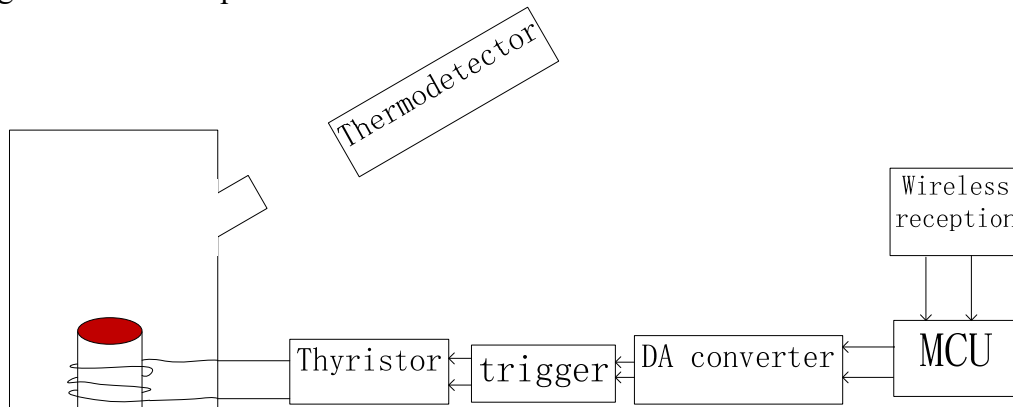 Thermodetector
Wireless
reception
Thyristor
trigger
DA converter
MCU